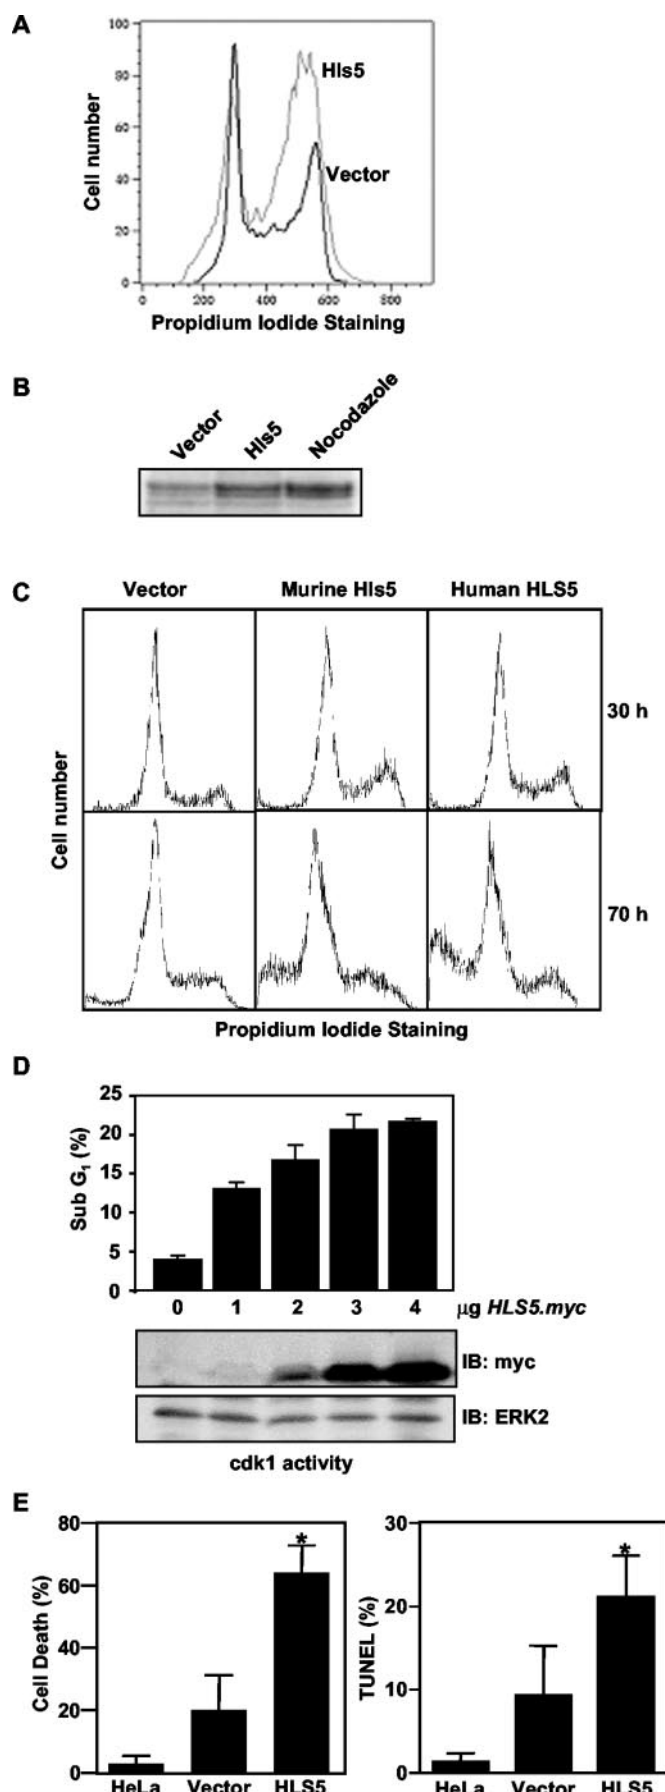 A
100
80
60
40
20
0
Cell number
Hls5
Vector
0 200 400 600 800
Propidium Iodide Staining
B
Vector Hls5 Nocodazole
C
Vector Murine Hls5 Human HLS5
30 h
Cell number
70 h
Propidium Iodide Staining
D
25
20
15
10
5
0
Sub G₁ (%)
0 1 2 3 4 μg HLS5.myc
IB: myc
IB: ERK2
cdk1 activity
E
80
60
40
20
0
Cell Death (%)
*
HeLa Vector HLS5
30
20
10
0
TUNEL (%)
*
HeLa Vector HLS5